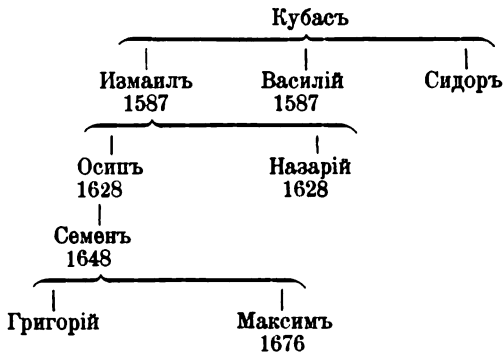 Кубасъ
Измаилъ Василій Сидоръ
1587 1587
Осипъ Назарій
1628 1628
Семенъ
1648
Григорій Максимъ
1676